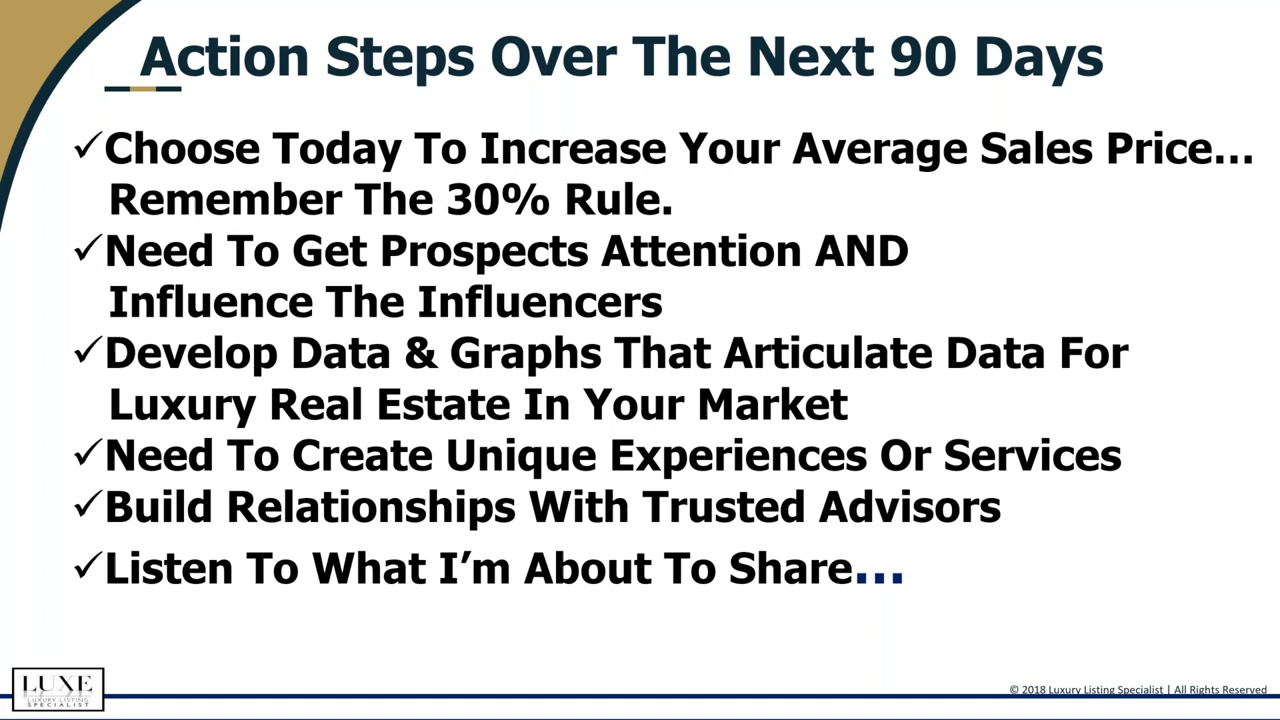 Action Steps Over The Next 90 Days
✓Choose Today To Increase Your Average Sales Price...
Remember The 30% Rule.
✓Need To Get Prospects Attention AND
Influence The Influencers
✓Develop Data & Graphs That Articulate Data For
Luxury Real Estate In Your Market
✓Need To Create Unique Experiences Or Services
✓Build Relationships With Trusted Advisors
✓Listen To What I’m About To Share...
LUXE
LUXURY LISTING
SPECIALIST
© 2018 Luxury Listing Specialist | All Rights Reserved